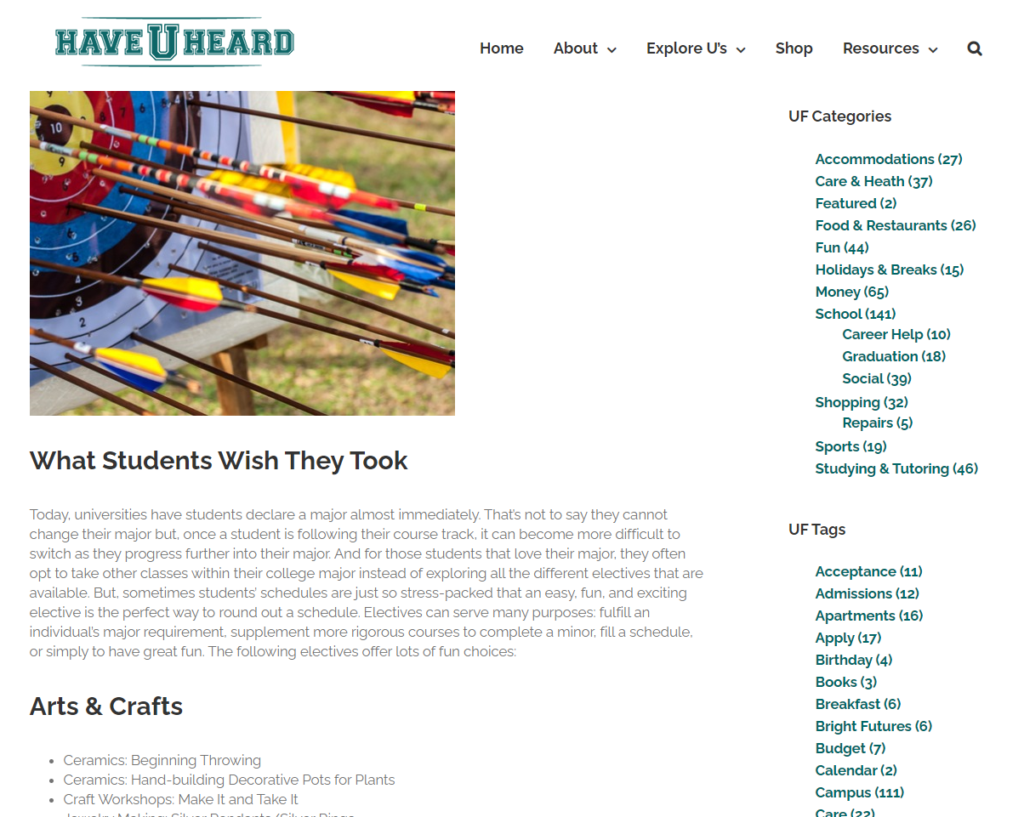 HAVE U HEARD
Home About Explore U's Shop Resources
UF Categories
Accommodations (27)
Care & Heath (37)
Featured (2)
Food & Restaurants (26)
Fun (44)
Holidays & Breaks (15)
Money (65)
School (141)
Career Help (10)
Graduation (18)
Social (39)
Shopping (32)
Repairs (5)
Sports (19)
Studying & Tutoring (46)
10
9
9
What Students Wish They Took
Today, universities have students declare a major almost immediately. That's not to say they cannot
change their major but, once a student is following their course track, it can become more difficult to
switch as they progress further into their major. And for those students that love their major, they often
opt to take other classes within their college major instead of exploring all the different electives that are
available. But, sometimes students' schedules are just so stress-packed that an easy, fun, and exciting
elective is the perfect way to round out a schedule. Electives can serve many purposes: fulfill an
individual's major requirement, supplement more rigorous courses to complete a minor, fill a schedule,
or simply to have great fun. The following electives offer lots of fun choices:
Arts & Crafts
Ceramics: Beginning Throwing
Ceramics: Hand-building Decorative Pots for Plants
Craft Workshops: Make It and Take It
UF Tags
Acceptance (11)
Admissions (12)
Apartments (16)
Apply (17)
Birthday (4)
Books (3)
Breakfast (6)
Bright Futures (6)
Budget (7)
Calendar (2)
Campus (111)
Care (22)